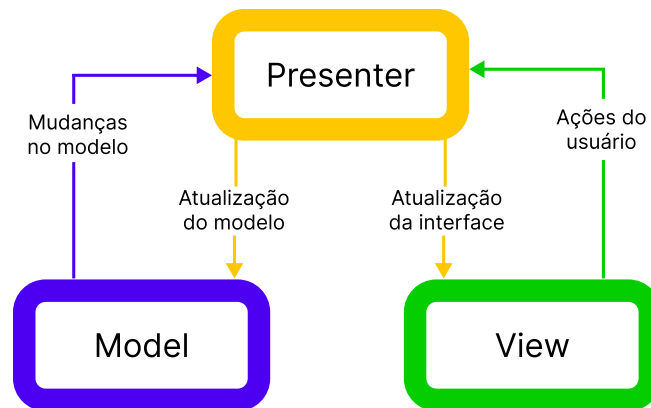 Presenter
Mudanças
no modelo
Ações do
usuário
Atualização
do modelo
Atualização
da interface
Model
View